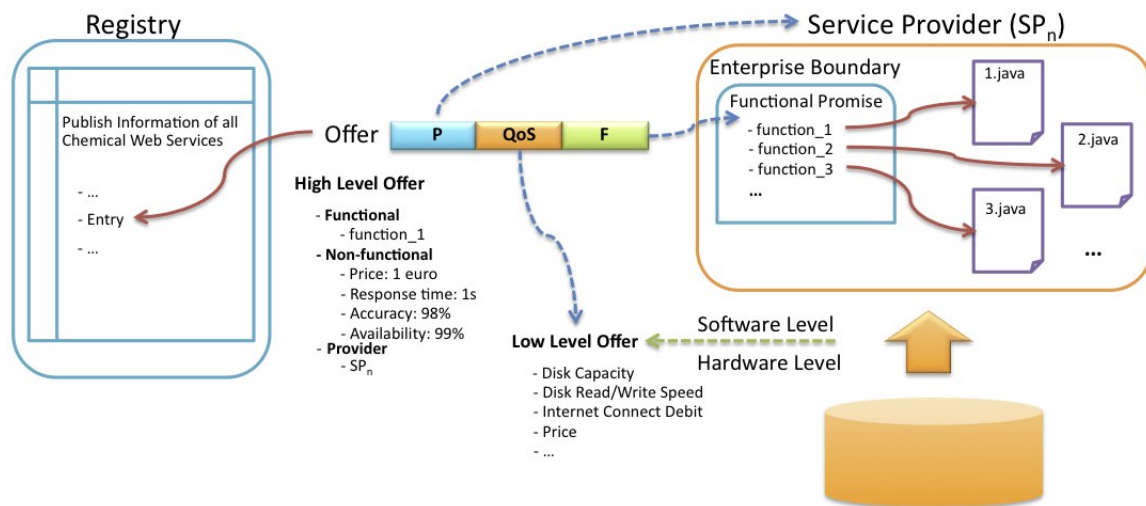 Registry
Publish Information of all
Chemical Web Services
- ...
- Entry
- ...
Offer
P
QoS
F
High Level Offer
- Functional
- function_1
- Non-functional
- Price: 1 euro
- Response time: 1s
- Accuracy: 98%
- Availability: 99%
- Provider
- SPn
Low Level Offer
- Disk Capacity
- Disk Read/Write Speed
- Internet Connect Debit
- Price
- ...
Software Level
Hardware Level
Service Provider (SPn)
Enterprise Boundary
Functional Promise
- function_1
- function_2
- function_3
...
1.java
2.java
3.java
...